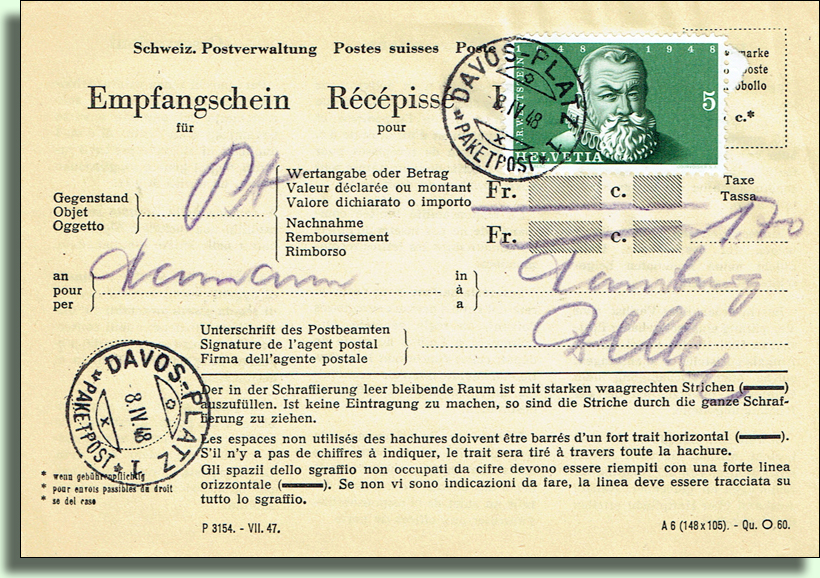 Schweiz. Postverwaltung Postes suisses Poste
1648 1948
J.R.WETTSTEIN
5
HELVETIA
DAVOS-PLATZ 1
8.IV.48
*PAKETPOST*
c.*
Empfangschein Récépissé
für pour
Gegenstand
Objet
Oggetto
PA
Wertangabe oder Betrag
Valeur déclarée ou montant
Valore dichiarato o importo
Fr. c.
Taxe
Tassa
Nachnahme
Remboursement
Rimborso
Fr. c.
1.70
an
pour
per
in
à
a
Hamburg
Unterschrift des Postbeamten
Signature de l'agent postal
Firma dell'agente postale
Der in der Schraffierung leer bleibende Raum ist mit starken waagrechten Strichen (▬)
auszufüllen. Ist keine Eintragung zu machen, so sind die Striche durch die ganze Schraf-
fierung zu ziehen.
Les espaces non utilisés des hachures doivent être barrés d'un fort trait horizontal (▬).
S'il n'y a pas de chiffres à indiquer, le trait sera tiré à travers toute la hachure.
Gli spazii dello sgraffio non occupati da cifre devono essere riempiti con una forte linea
orizzontale (▬). Se non vi sono indicazioni da fare, la linea deve essere tracciata su
tutto lo sgraffio.
DAVOS-PLATZ 1
8.IV.48
*PAKETPOST*
* wenn gebührenpflichtig
* pour envois passibles du droit
* se del caso
P 3154. - VII. 47.
A 6 (148 x 105). - Qu. O 60.